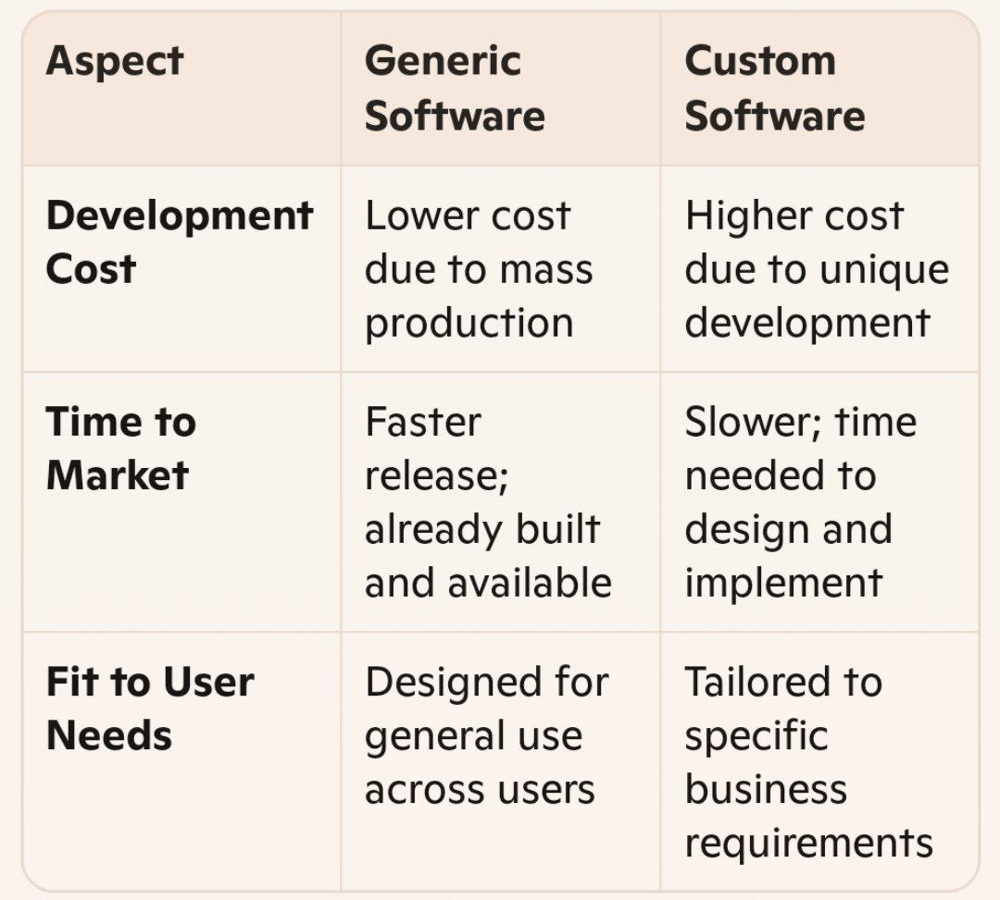 Aspect
Generic
Software
Custom
Software
Development
Cost
Lower cost
due to mass
production
Higher cost
due to unique
development
Time to
Market
Faster
release;
already built
and available
Slower; time
needed to
design and
implement
Fit to User
Needs
Designed for
general use
across users
Tailored to
specific
business
requirements